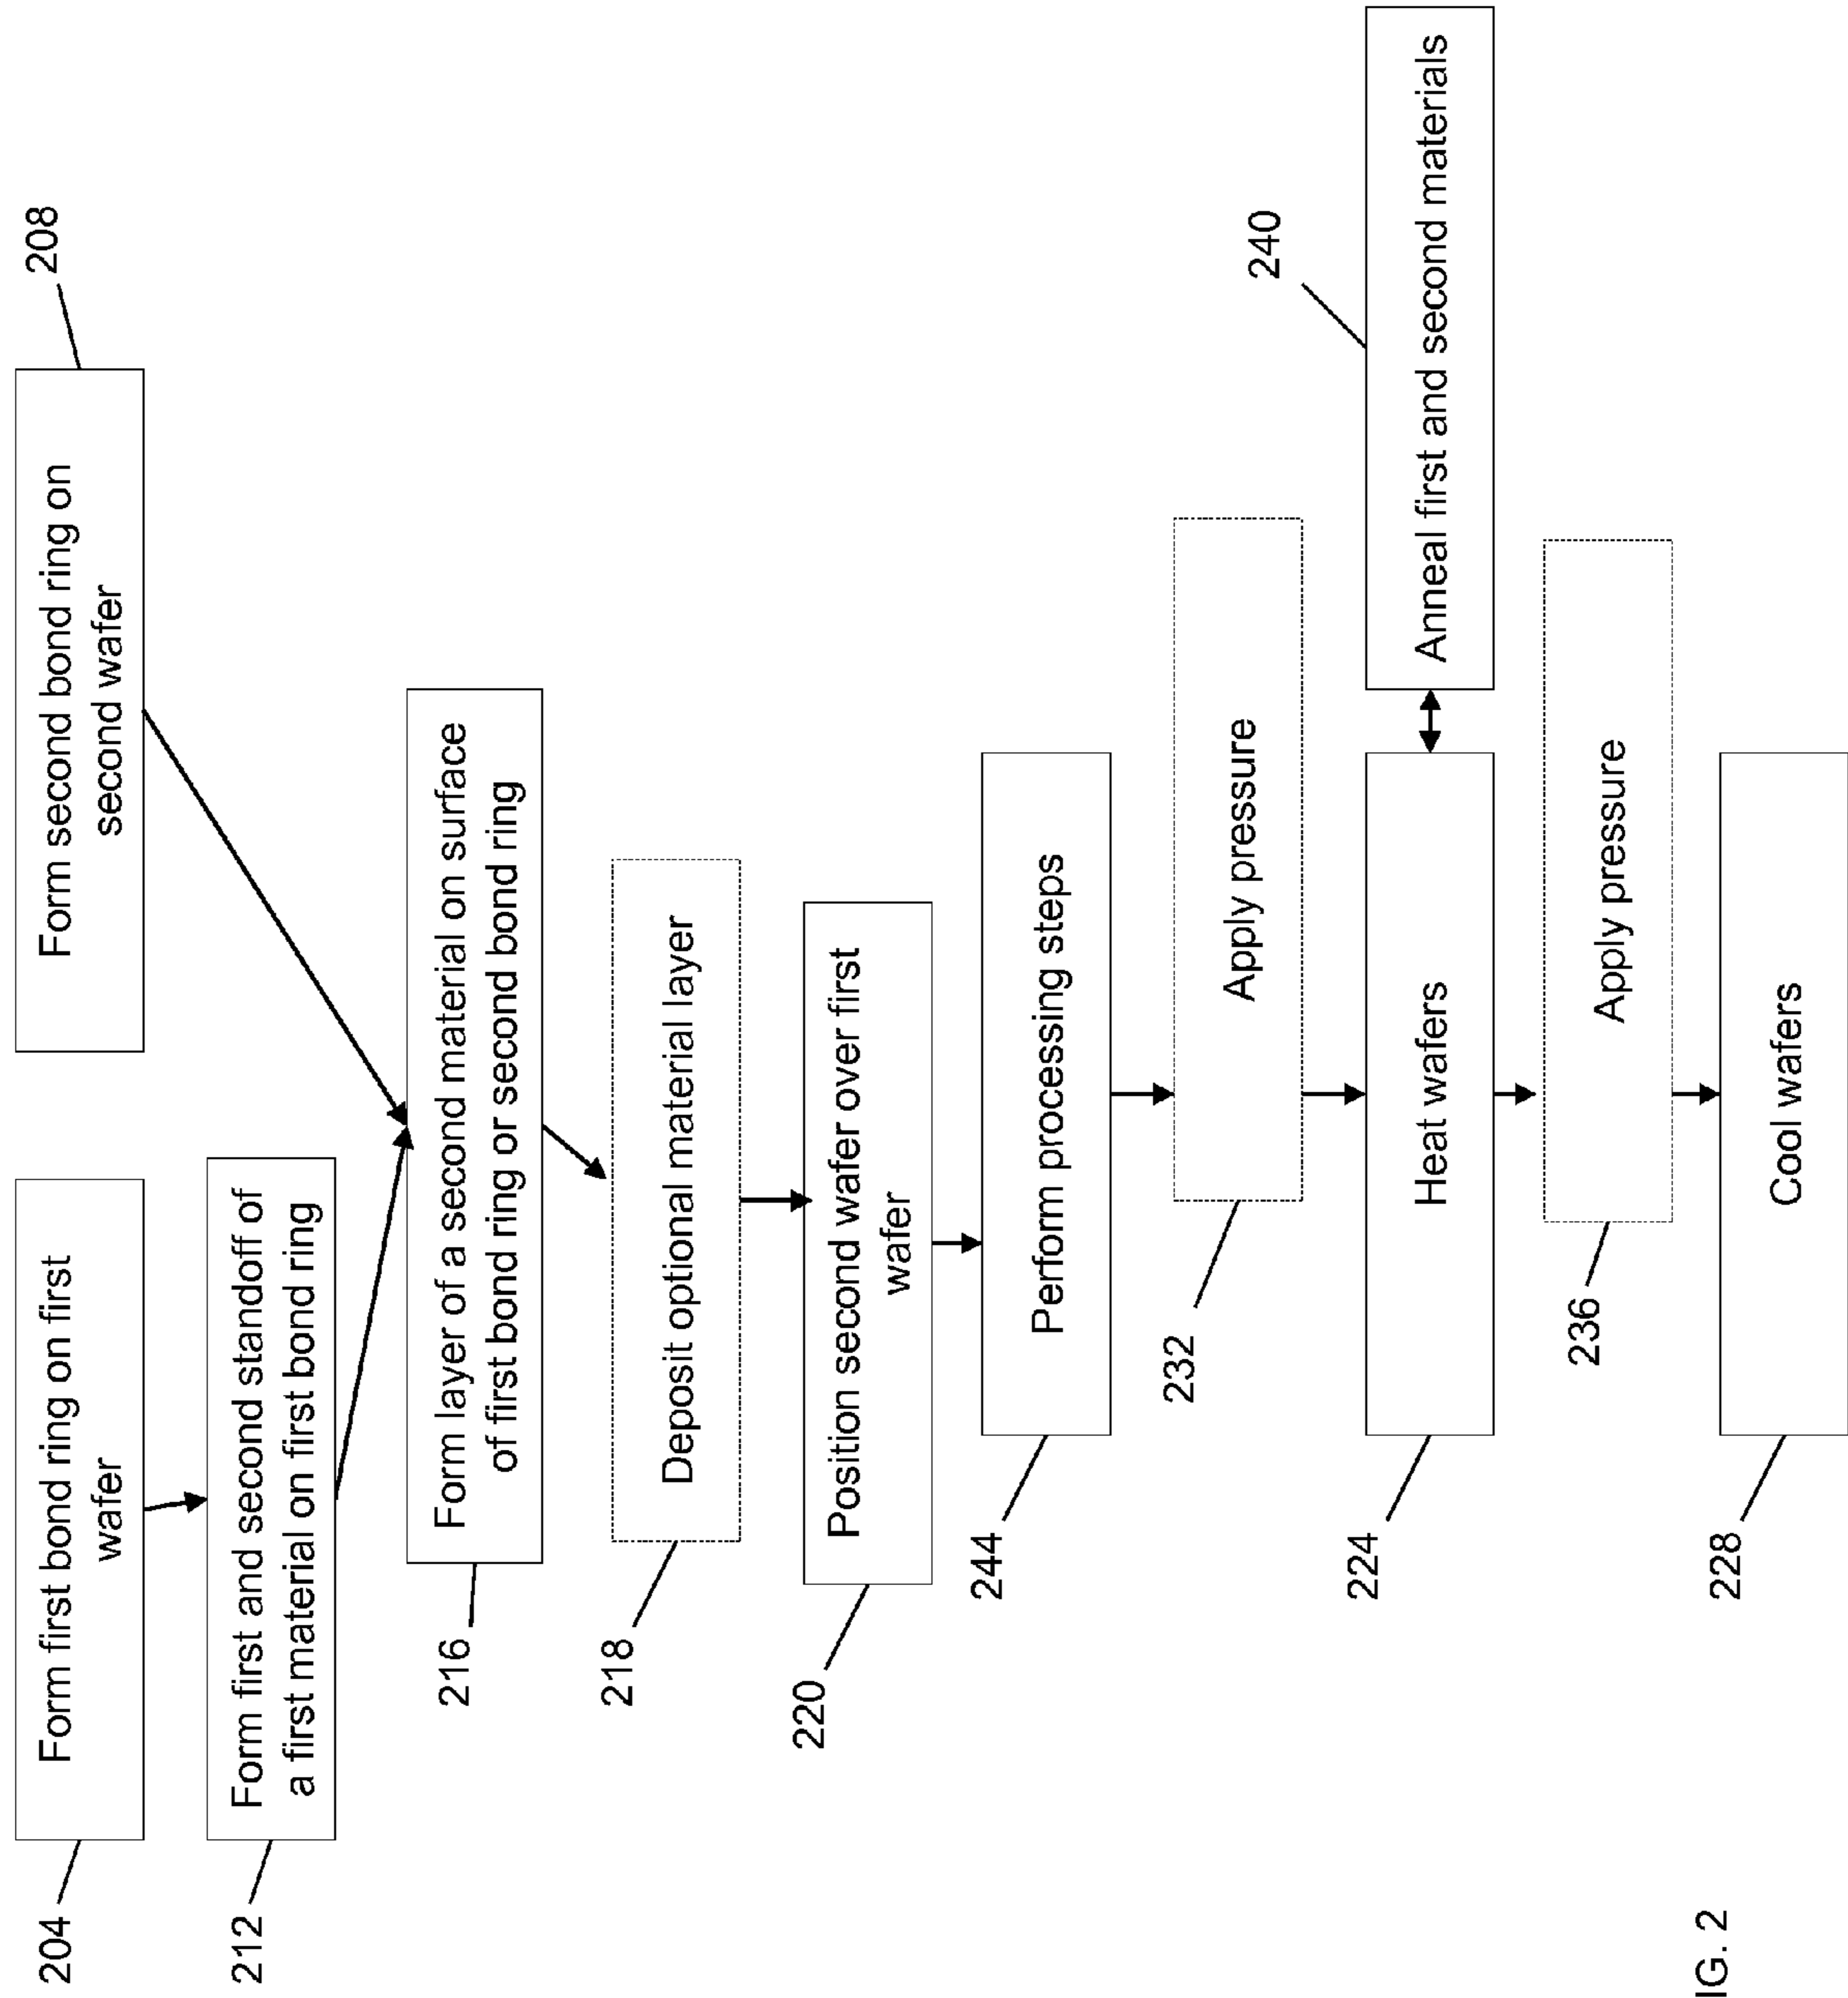 204
Form first bond ring on first
wafer
208
Form second bond ring on
second wafer
212
Form first and second standoff of
a first material on first bond ring
216
Form layer of a second material on surface
of first bond ring or second bond ring
218
Deposit optional material layer
220
Position second wafer over first
wafer
244
Perform processing steps
232
Apply pressure
224
Heat wafers
240
Anneal first and second materials
236
Apply pressure
228
Cool wafers
IG. 2